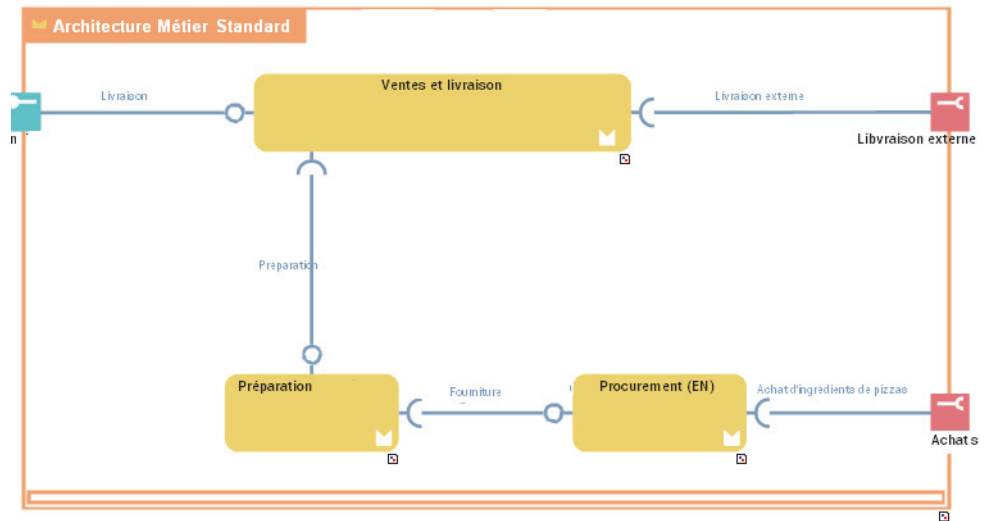 Architecture Métier Standard
Ventes et livraison
Livraison
Livraison externe
n
Libvraison externe
Préparation
Préparation
Procurement (EN)
Fourniture
Achat d'ingrédients de pizzas
Achats